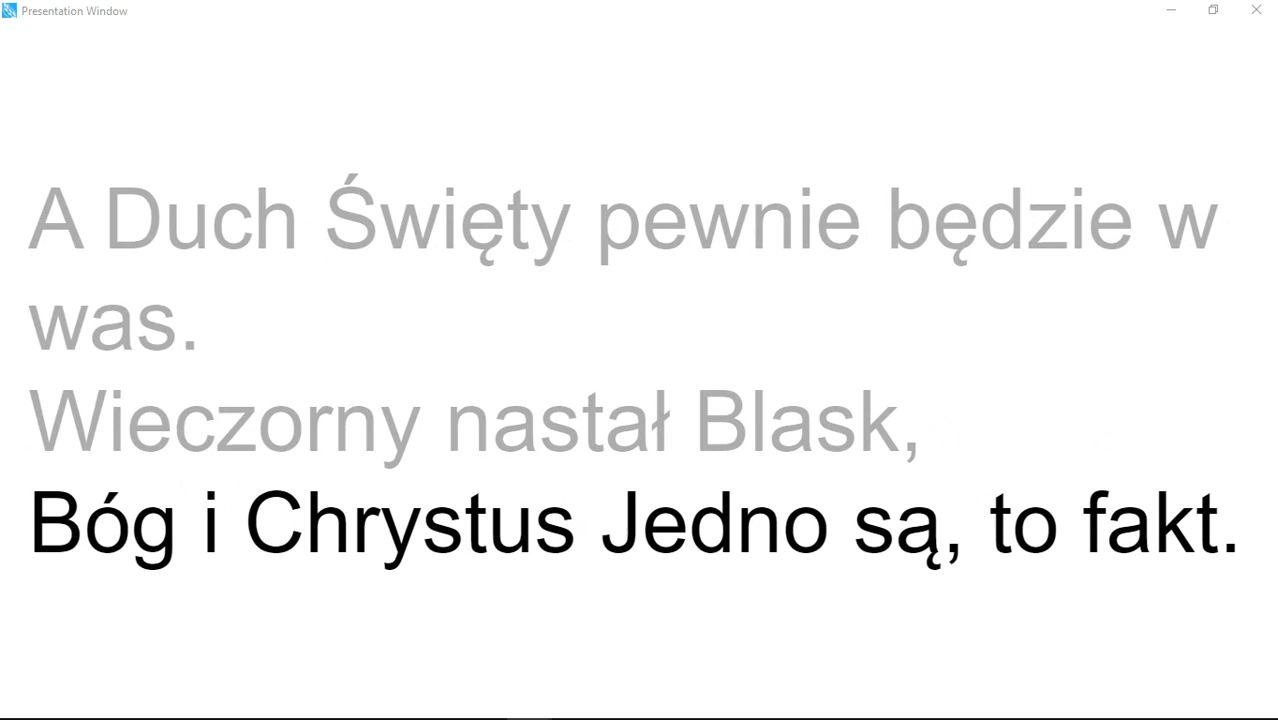 Presentation Window
A Duch Święty pewnie będzie w
was.
Wieczorny nastał Blask,
Bóg i Chrystus Jedno są, to fakt.